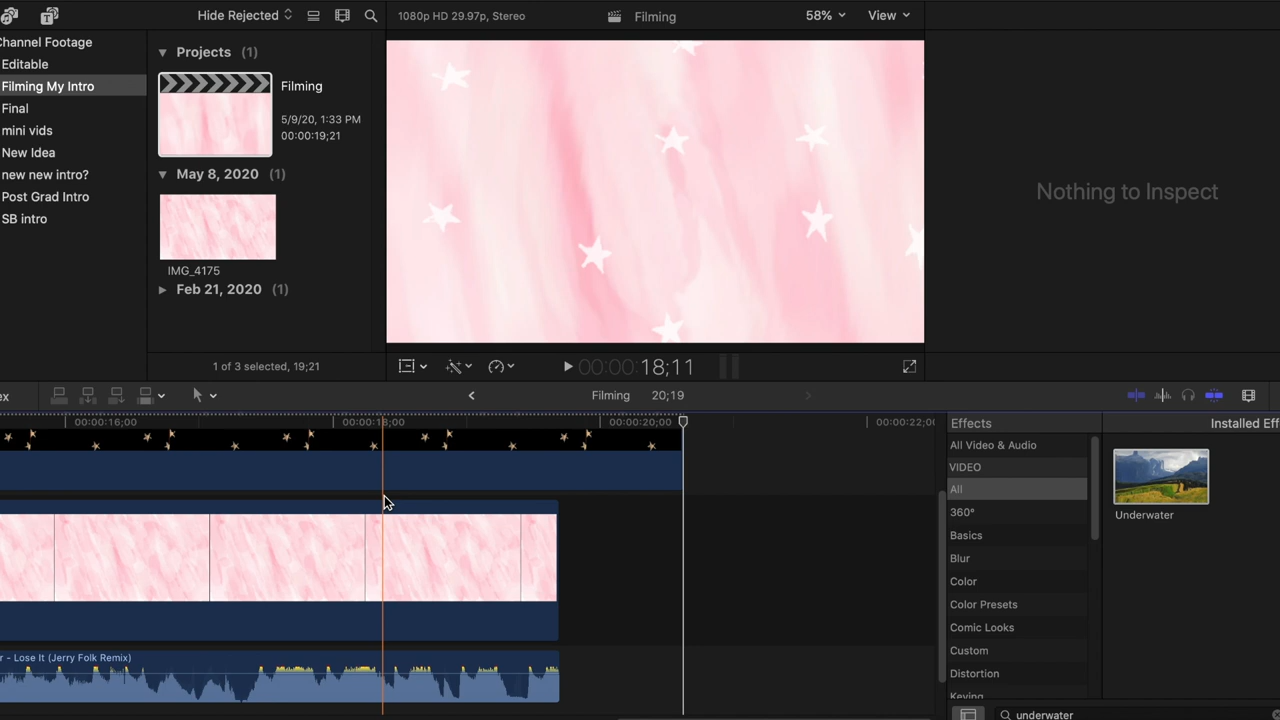 Hide Rejected
1080p HD 29.97p, Stereo
Filming
58%
View
Channel Footage
Editable
Filming My Intro
Final
mini vids
New Idea
new new intro?
Post Grad Intro
SB intro
Projects (1)
Filming
5/9/20, 1:33 PM
00:00:19;21
May 8, 2020 (1)
IMG_4175
Feb 21, 2020 (1)
1 of 3 selected, 19;21
00:00:18;11
Nothing to Inspect
ex
Filming 20;19
00:00:16;00
00:00:18;00
00:00:20;00
00:00:22;0
r - Lose It (Jerry Folk Remix)
Effects
Installed Eff
All Video & Audio
VIDEO
All
360°
Basics
Blur
Color
Color Presets
Comic Looks
Custom
Distortion
Keying
Underwater
underwater